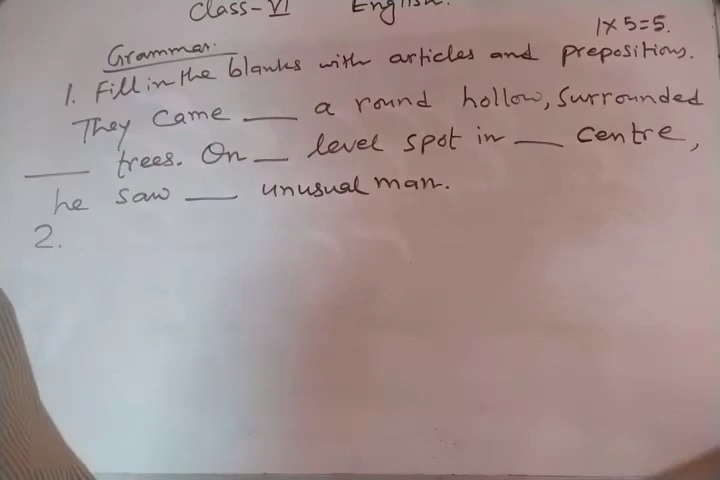 Class-VI English.
1×5=5.
Grammar.
1. Fill in the blanks with articles and prepositions.
They came ___ a round hollow, surrounded
___ trees. On ___ level spot in ___ centre,
he saw ___ unusual man.
2.